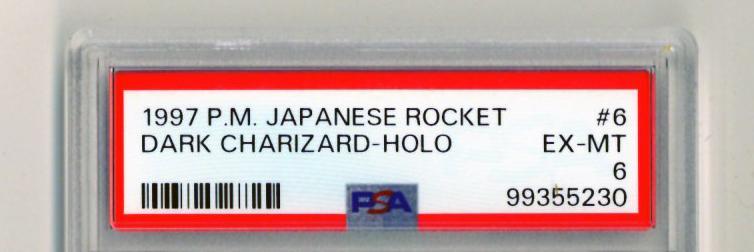 1997 P.M. JAPANESE ROCKET #6
DARK CHARIZARD-HOLO EX-MT
6
PSA 99355230